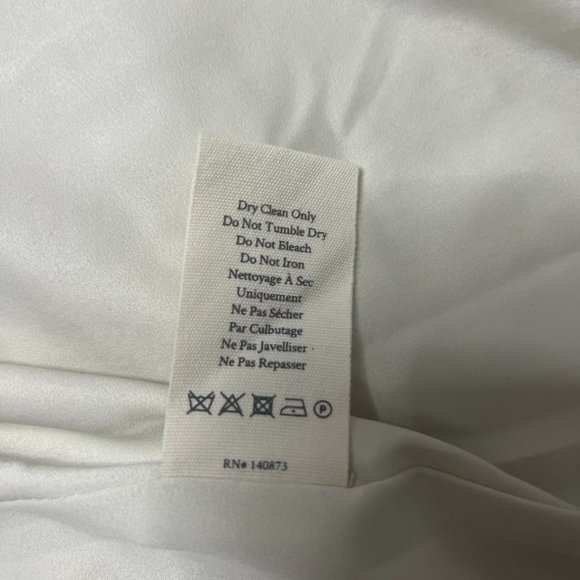 Dry Clean Only
Do Not Tumble Dry
Do Not Bleach
Do Not Iron
Nettoyage À Sec
Uniquement
Ne Pas Sécher
Par Culbutage
Ne Pas Javelliser
Ne Pas Repasser
P
RN# 140873